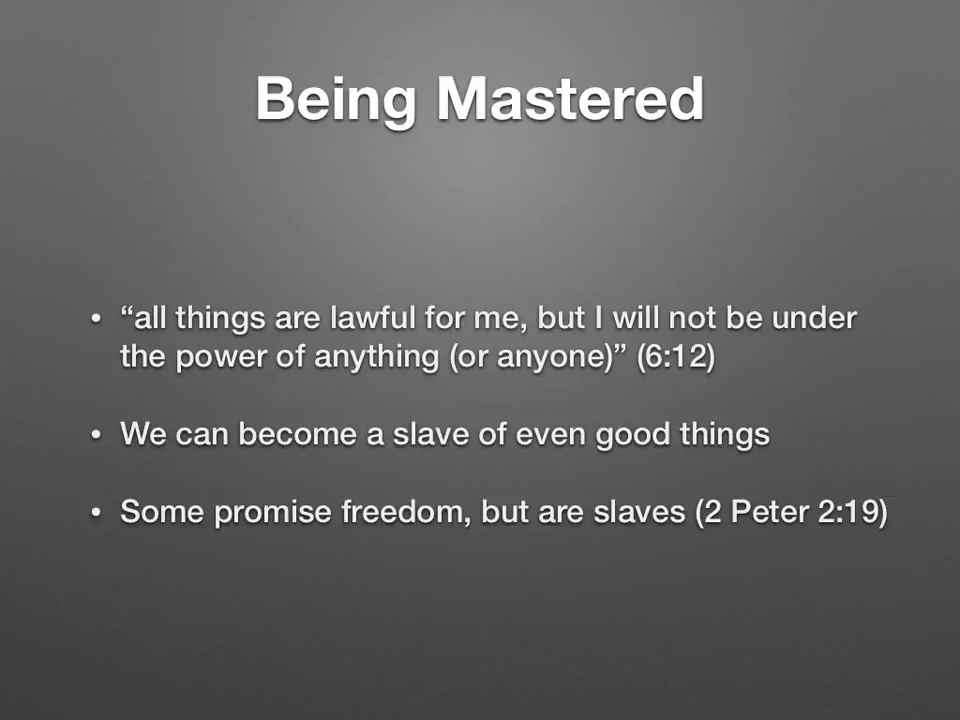 Being Mastered
• “all things are lawful for me, but I will not be under
the power of anything (or anyone)” (6:12)
• We can become a slave of even good things
• Some promise freedom, but are slaves (2 Peter 2:19)